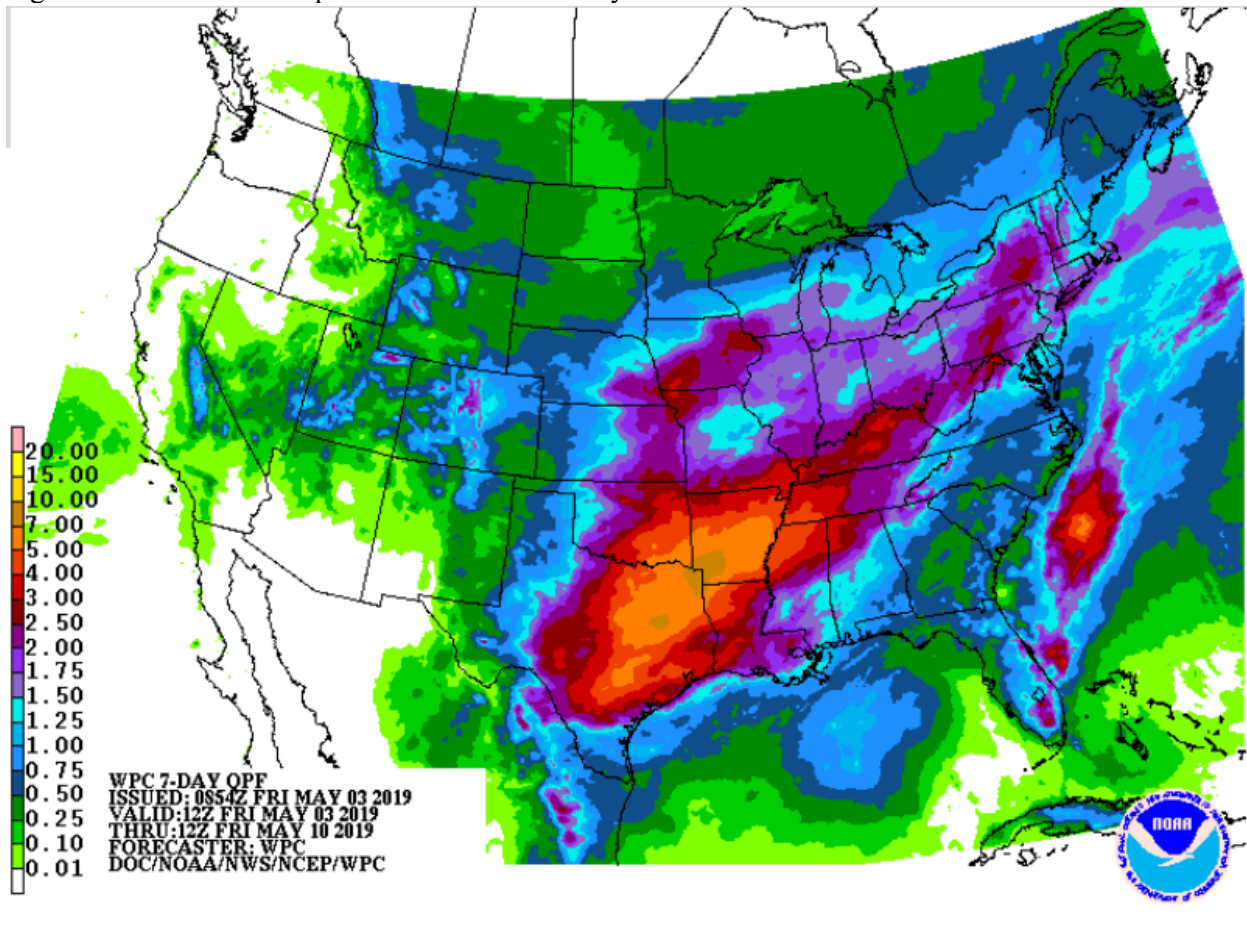 20.00
15.00
10.00
7.00
5.00
4.00
3.00
2.50
2.00
1.75
1.50
1.25
1.00
0.75
0.50
0.25
0.10
0.01
WPC 7-DAY QPF
ISSUED: 0854Z FRI MAY 03 2019
VALID:12Z FRI MAY 03 2019
THRU:12Z FRI MAY 10 2019
FORECASTER: WPC
DOC/NOAA/NWS/NCEP/WPC
NOAA